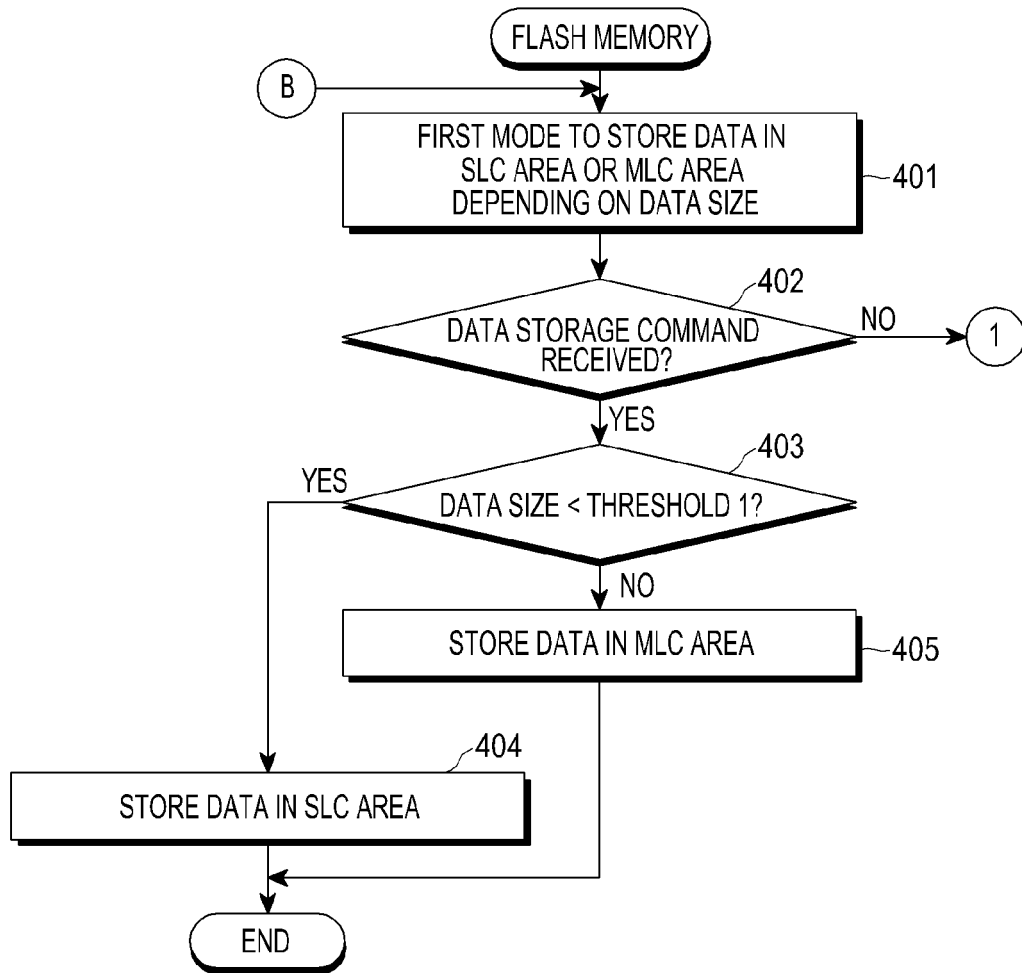 FLASH MEMORY
B
FIRST MODE TO STORE DATA IN
SLC AREA OR MLC AREA
DEPENDING ON DATA SIZE
401
402
DATA STORAGE COMMAND
RECEIVED?
NO
1
YES
403
YES
DATA SIZE < THRESHOLD 1?
NO
STORE DATA IN MLC AREA
405
404
STORE DATA IN SLC AREA
END